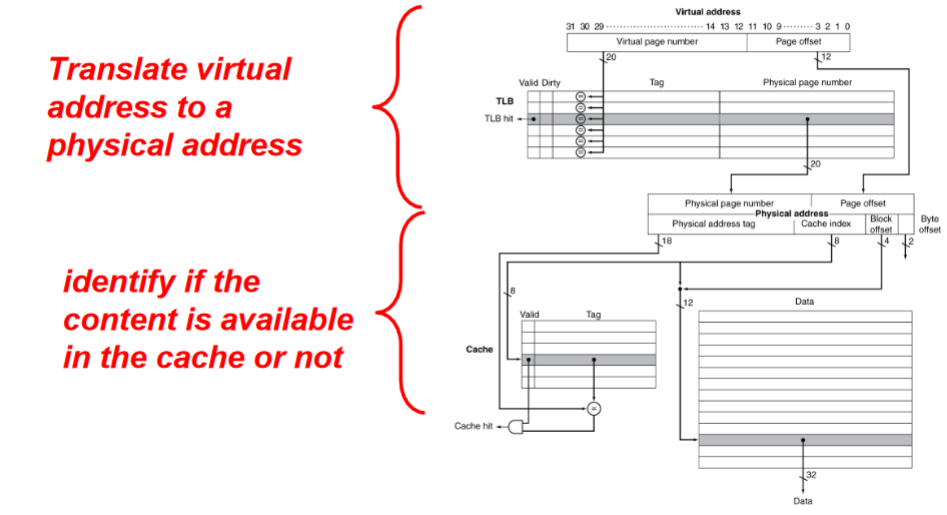 Translate virtual
address to a
physical address
identify if the
content is available
in the cache or not
Virtual address
31 30 29 14 13 12 11 10 9 3 2 1 0
Virtual page number Page offset
20 12
Valid Dirty Tag Physical page number
TLB
TLB hit
= = = = = =
20
Physical page number Page offset
Physical address
Physical address tag Cache index Block offset Byte offset
18 8 4 2
8
12
Data
Valid Tag
Cache
=
Cache hit
32
Data